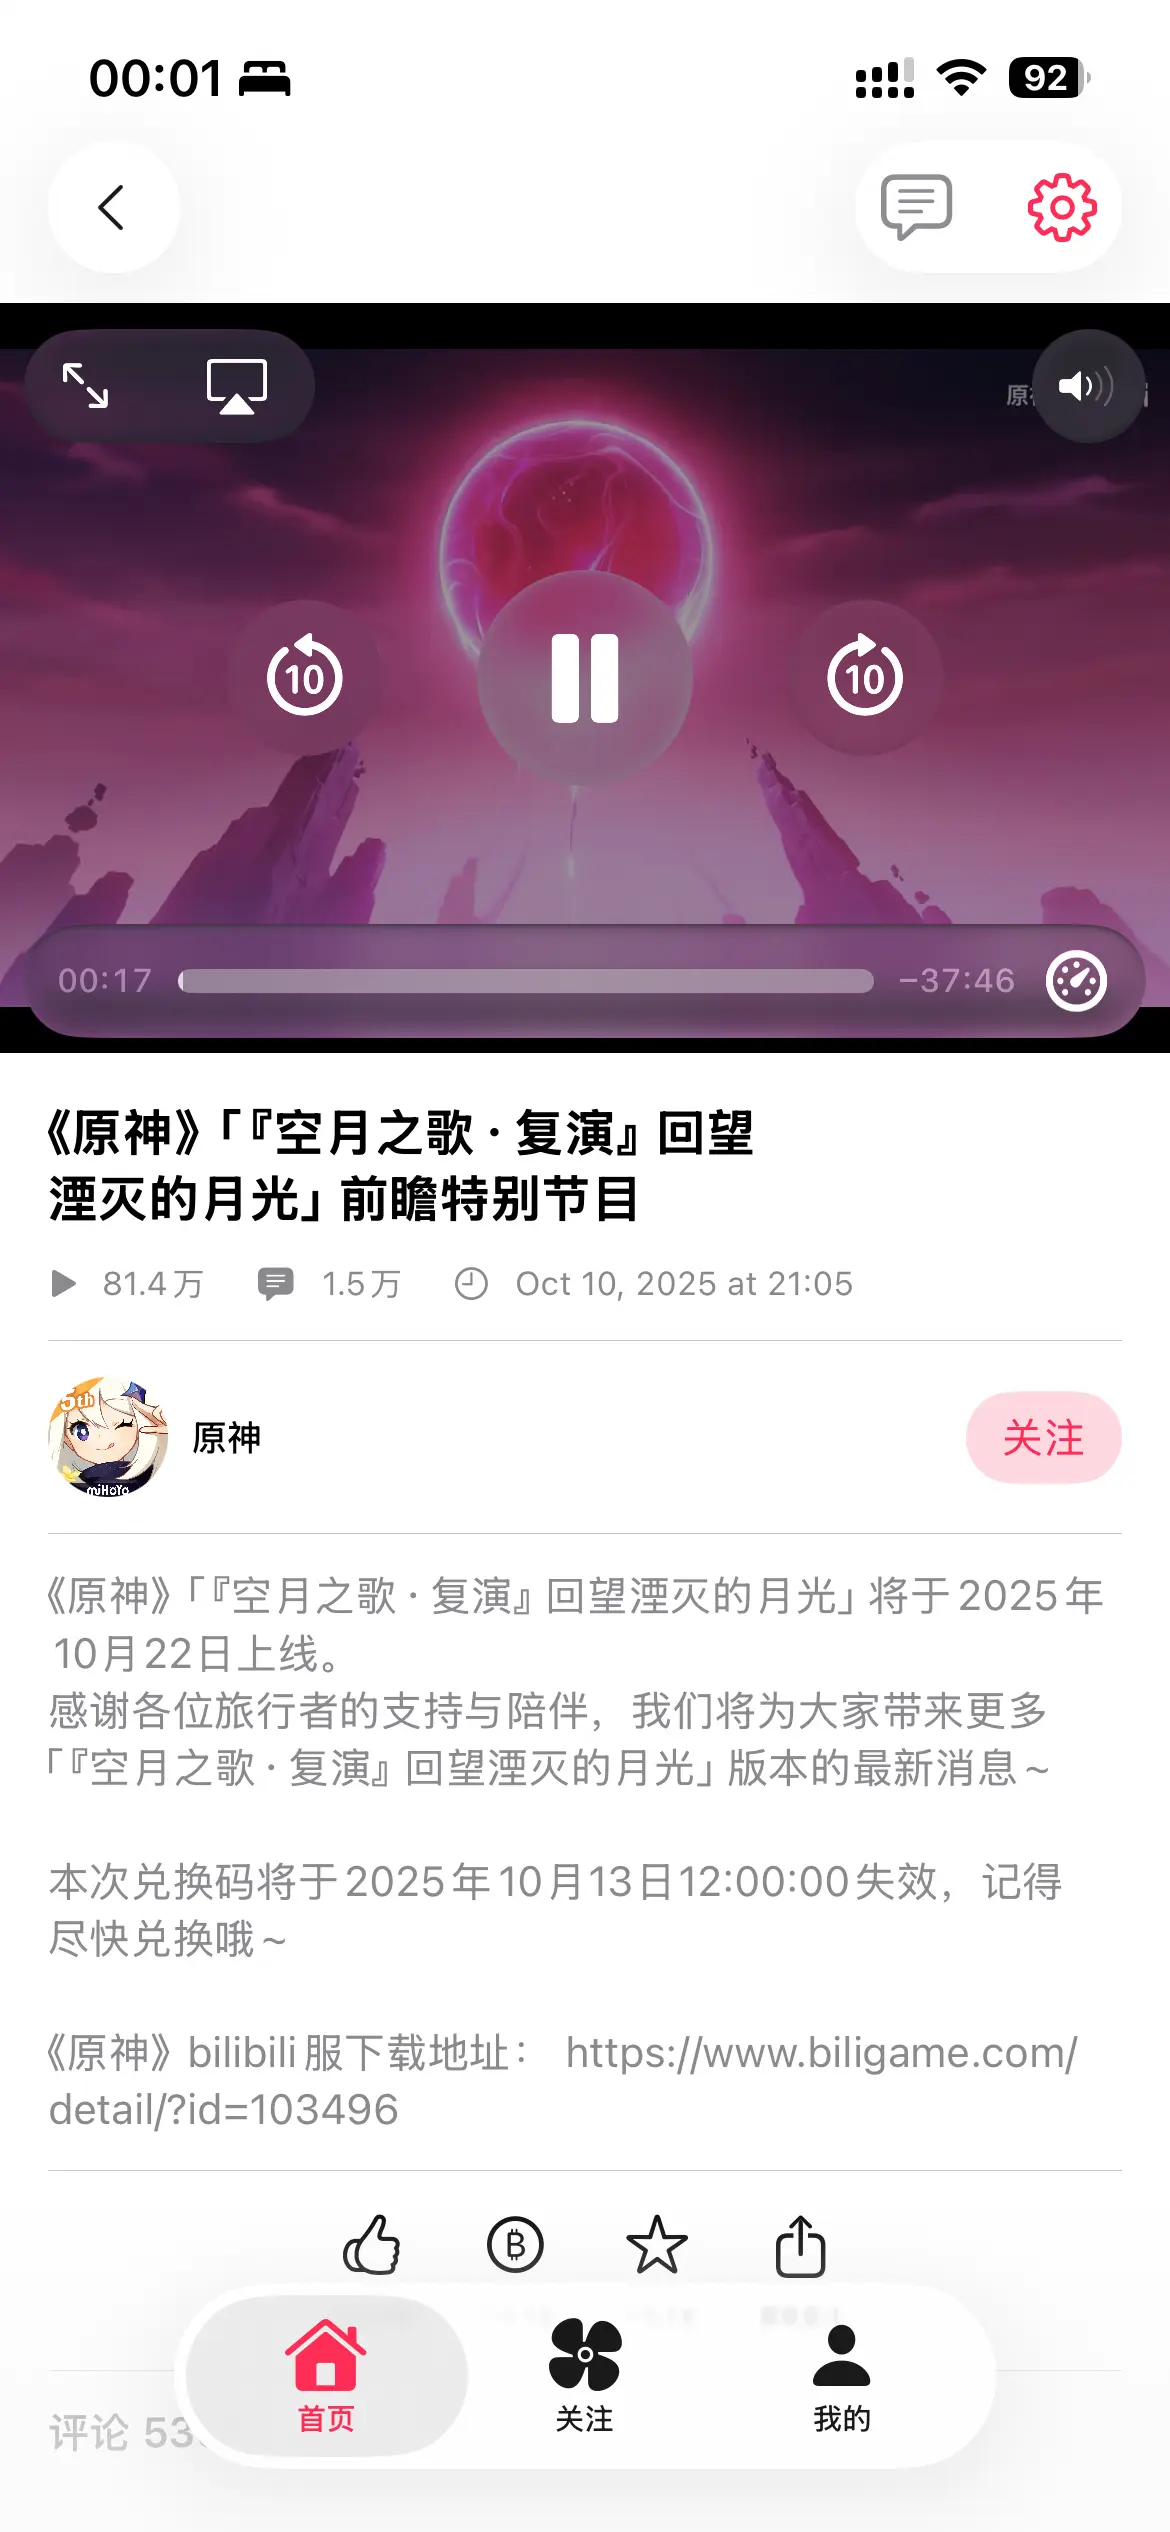 00:01
92
原
10
10
00:17
-37:46
《原神》「『空月之歌·复演』回望
湮灭的月光」前瞻特别节目
81.4万 1.5万 Oct 10, 2025 at 21:05
5th
miHoYo
原神
关注
《原神》「『空月之歌·复演』回望湮灭的月光」将于2025年
10月22日上线。
感谢各位旅行者的支持与陪伴，我们将为大家带来更多
「『空月之歌·复演』回望湮灭的月光」版本的最新消息~
本次兑换码将于2025年10月13日12:00:00失效，记得
尽快兑换哦~
《原神》bilibili服下载地址： https://www.biligame.com/
detail/?id=103496
评论 53
首页
关注
我的